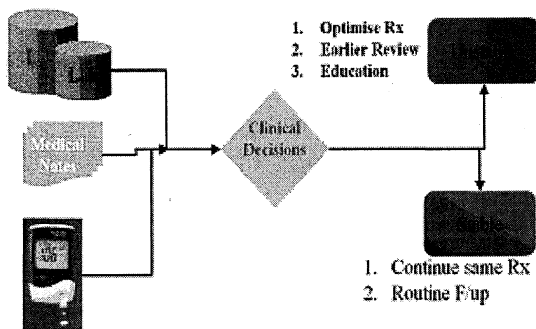 1. Optimise Rx
2. Earlier Review
3. Education
Medical
Notes
Clinical
Decisions
1. Continue same Rx
2. Routine F/up